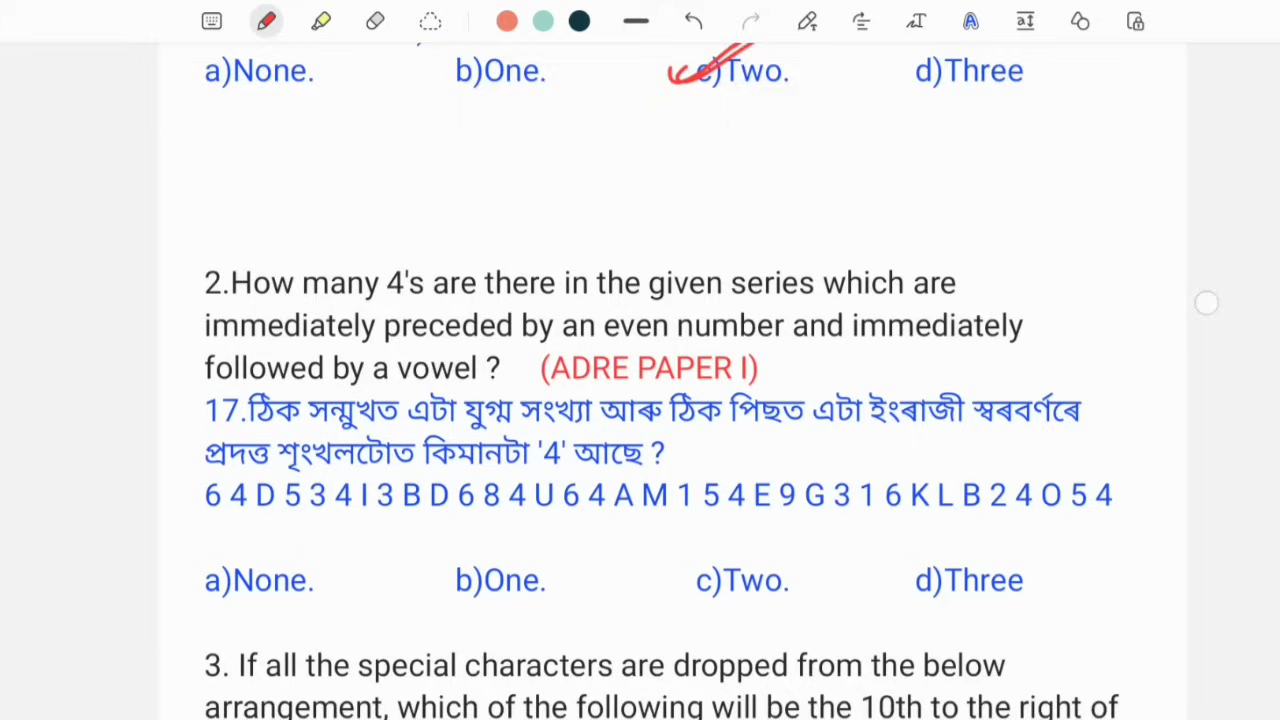 a)None. b)One. c)Two. d)Three
2.How many 4's are there in the given series which are
immediately preceded by an even number and immediately
followed by a vowel ? (ADRE PAPER I)
17.ঠিক সন্মুখত এটা যুগ্ম সংখ্যা আৰু ঠিক পিছত এটা ইংৰাজী স্বৰবৰ্ণৰে
প্ৰদত্ত শৃংখলটোত কিমানটা '4' আছে ?
6 4 D 5 3 4 I 3 B D 6 8 4 U 6 4 A M 1 5 4 E 9 G 3 1 6 K L B 2 4 O 5 4
a)None. b)One. c)Two. d)Three
3. If all the special characters are dropped from the below
arrangement, which of the following will be the 10th to the right of